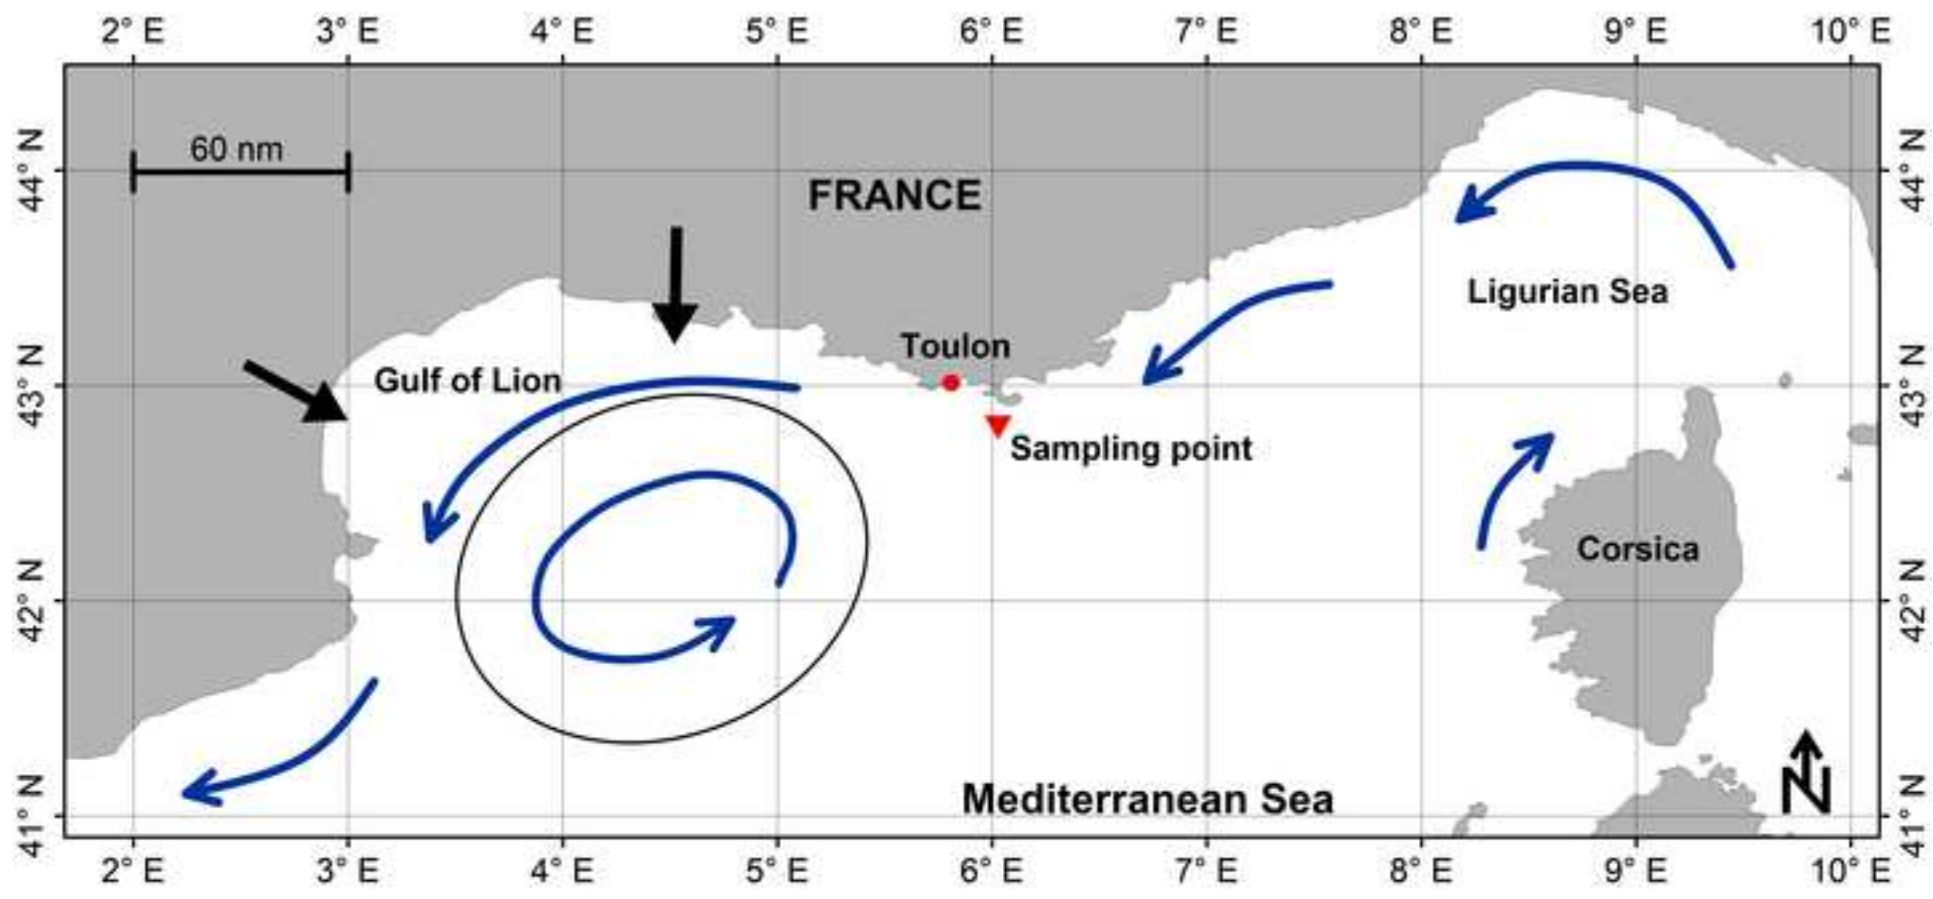 2° E 3° E 4° E 5° E 6° E 7° E 8° E 9° E 10° E
60 nm
44° N
44° N
FRANCE
Ligurian Sea
Toulon
43° N
Gulf of Lion
43° N
Sampling point
Corsica
42° N
42° N
Mediterranean Sea
N
41° N
41° N
2° E 3° E 4° E 5° E 6° E 7° E 8° E 9° E 10° E